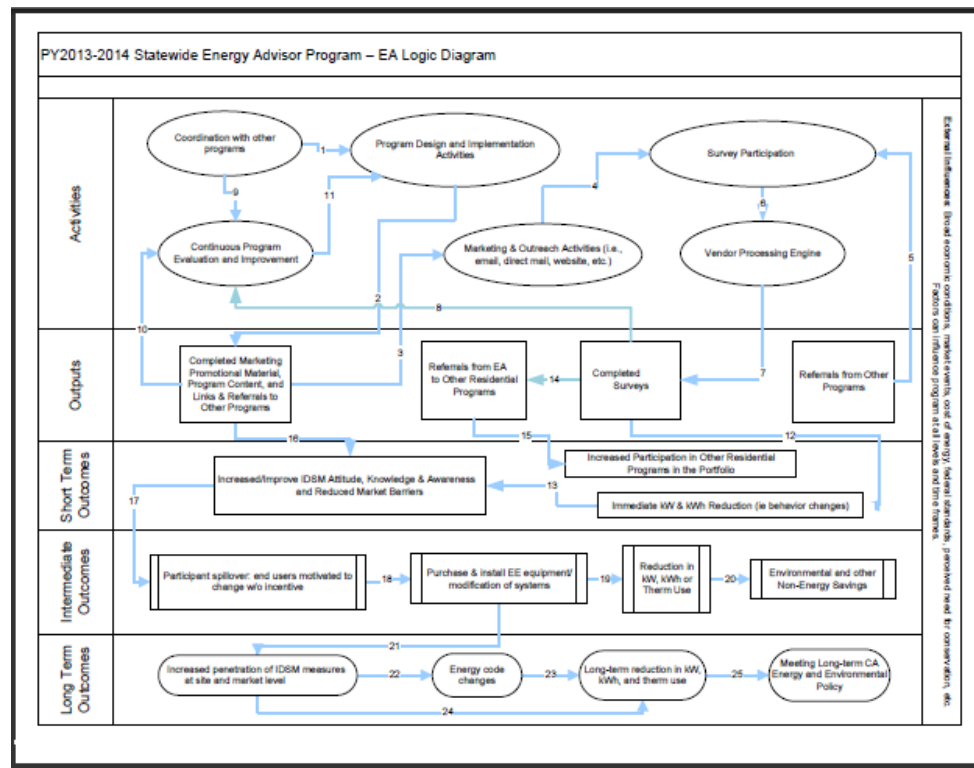 PY2013-2014 Statewide Energy Advisor Program – EA Logic Diagram
Activities
Coordination with other
programs
1
Program Design and Implementation
Activities
Survey Participation
4
9
11
6
5
Continuous Program
Evaluation and Improvement
Marketing & Outreach Activities (i.e.,
email, direct mail, website, etc.)
Vendor Processing Engine
2
8
10
3
7
Outputs
Completed Marketing
Promotional Material,
Program Content, and
Links & Referrals to
Other Programs
Referrals from EA
to Other Residential
Programs
14
Completed
Surveys
Referrals from Other
Programs
16
15
12
Short Term
Outcomes
Increased/Improve IDSM Attitude, Knowledge & Awareness
and Reduced Market Barriers
Increased Participation in Other Residential
Programs in the Portfolio
13
Immediate kW & kWh Reduction (ie behavior changes)
17
Intermediate
Outcomes
Participant spillover: end users motivated to
change w/o incentive
18
Purchase & install EE equipment/
modification of systems
19
Reduction in
kW, kWh or
Therm Use
20
Environmental and other
Non-Energy Savings
21
Long Term
Outcomes
Increased penetration of IDSM measures
at site and market level
22
Energy code
changes
23
Long-term reduction in kW,
kWh, and therm use
25
Meeting Long-term CA
Energy and Environmental
Policy
24
External Influences: Broad economic conditions, market events, cost of energy, federal standards, perceived need for conservation, etc.
Factors can influence program at all levels and time frames.